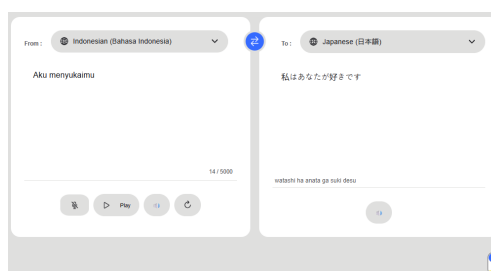 From :
Indonesian (Bahasa Indonesia)
To :
Japanese (日本語)
Aku menyukaimu
私はあなたが好きです
14 / 5000
watashi ha anata ga suki desu
Play